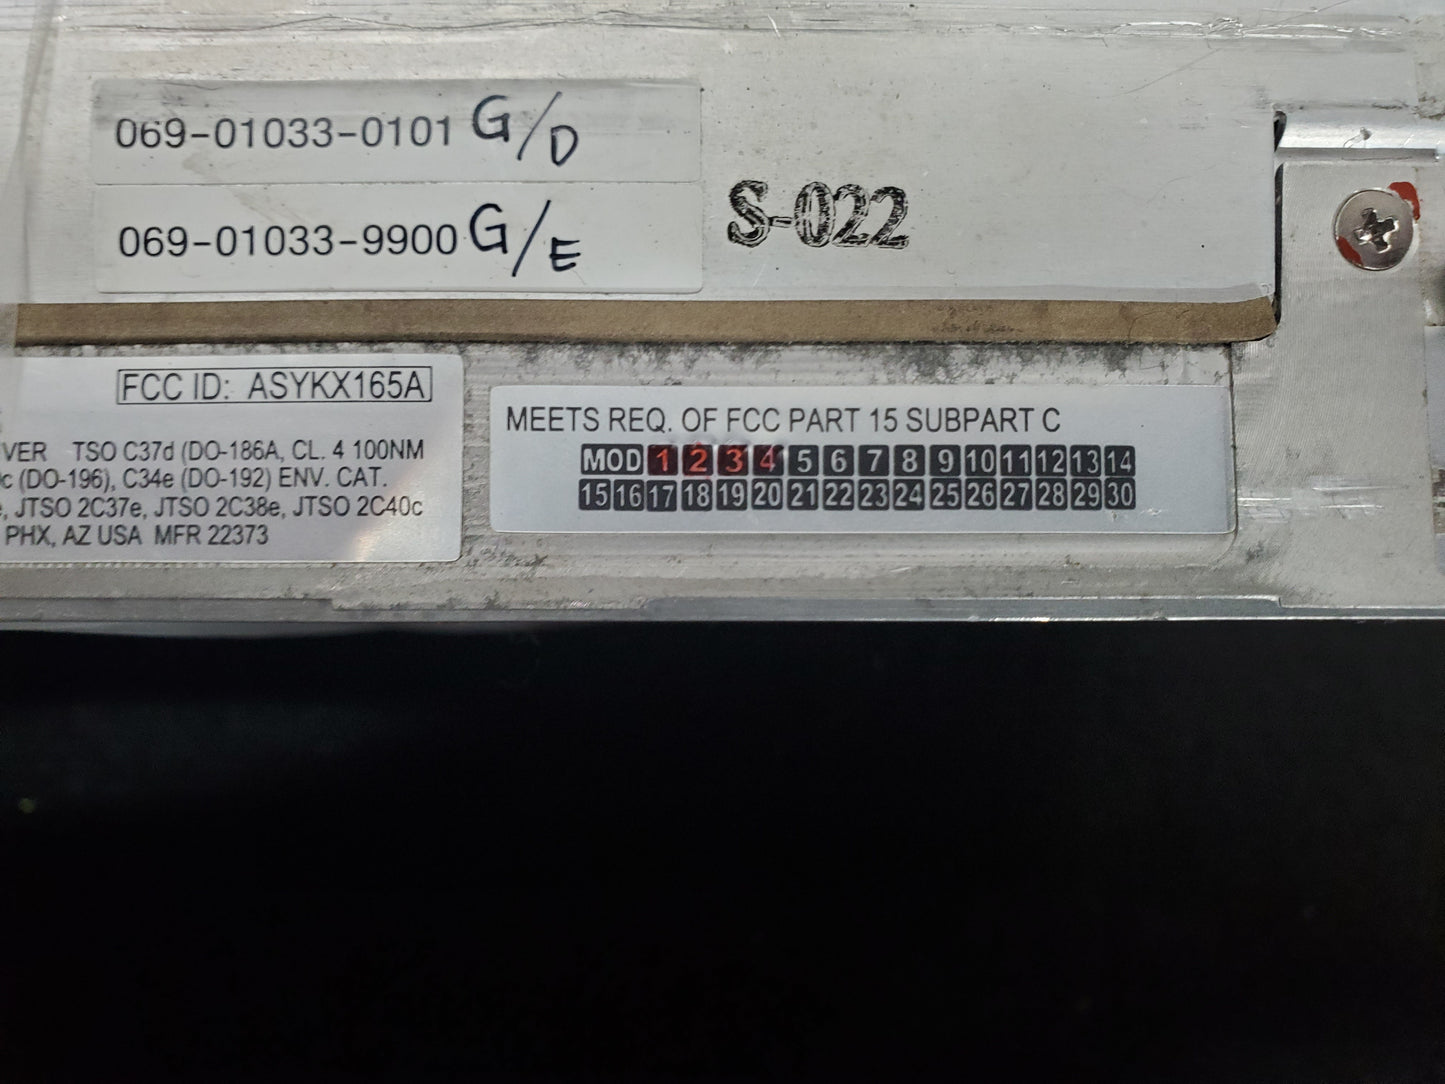 069-01033-0101 G/D
069-01033-9900 G/E
S-022
FCC ID: ASYKX165A
TSO C37d (DO-186A, CL. 4 100NM
(DO-196), C34e (DO-192) ENV. CAT.
JTSO 2C37e, JTSO 2C38e, JTSO 2C40c
PHX, AZ USA MFR 22373
MEETS REQ. OF FCC PART 15 SUBPART C
MOD 1 2 3 4 5 6 7 8 9 10 11 12 13 14
15 16 17 18 19 20 21 22 23 24 25 26 27 28 29 30